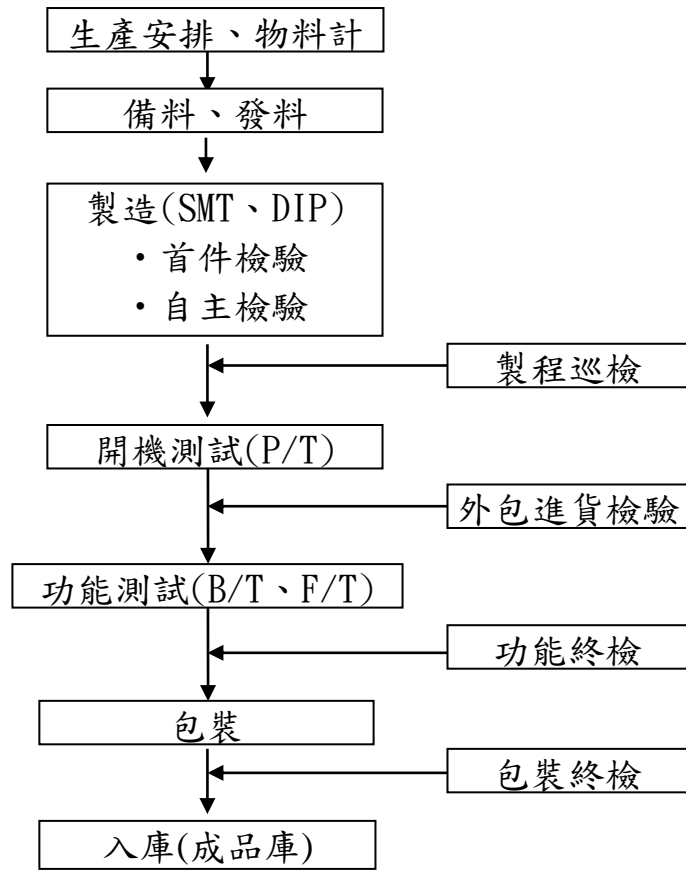 生產安排、物料計
備料、發料
製造(SMT、DIP)
·首件檢驗
·自主檢驗
製程巡檢
開機測試(P/T)
外包進貨檢驗
功能測試(B/T、F/T)
功能終檢
包裝
包裝終檢
入庫(成品庫)